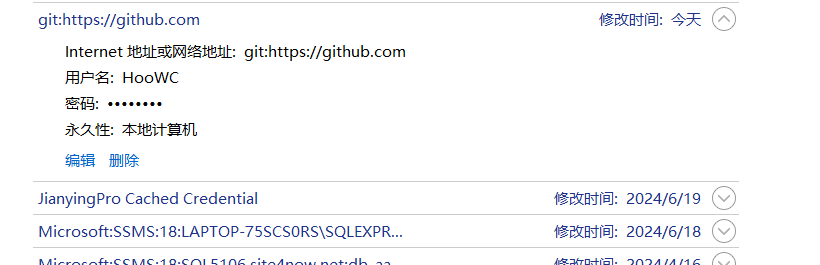 git:https://github.com 修改时间: 今天
Internet 地址或网络地址: git:https://github.com
用户名: HooWC
密码: ••••••••
永久性: 本地计算机
编辑 删除
JianyingPro Cached Credential 修改时间: 2024/6/19
Microsoft:SSMS:18:LAPTOP-75SCS0RS\SQLEXPR... 修改时间: 2024/6/18
Microsoft:SSMS:18:SQL5106.site4now.net:db_aa... 修改时间: 2024/4/16